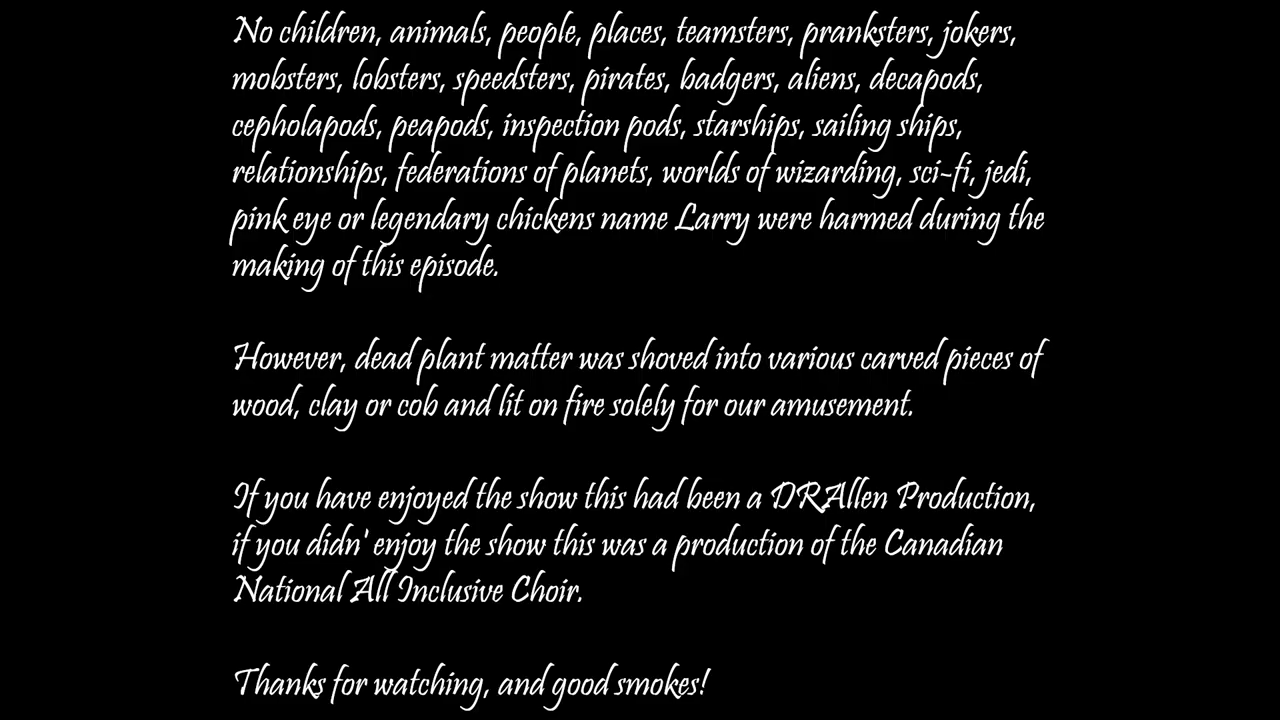 No children, animals, people, places, teamsters, pranksters, jokers,
mobsters, lobsters, speedsters, pirates, badgers, aliens, decapods,
cepholapods, peapods, inspection pods, starships, sailing ships,
relationships, federations of planets, worlds of wizarding, sci-fi, jedi,
pink eye or legendary chickens name Larry were harmed during the
making of this episode.
However, dead plant matter was shoved into various carved pieces of
wood, clay or cob and lit on fire solely for our amusement.
If you have enjoyed the show this had been a DRAllen Production,
if you didn' enjoy the show this was a production of the Canadian
National All Inclusive Choir.
Thanks for watching, and good smokes!